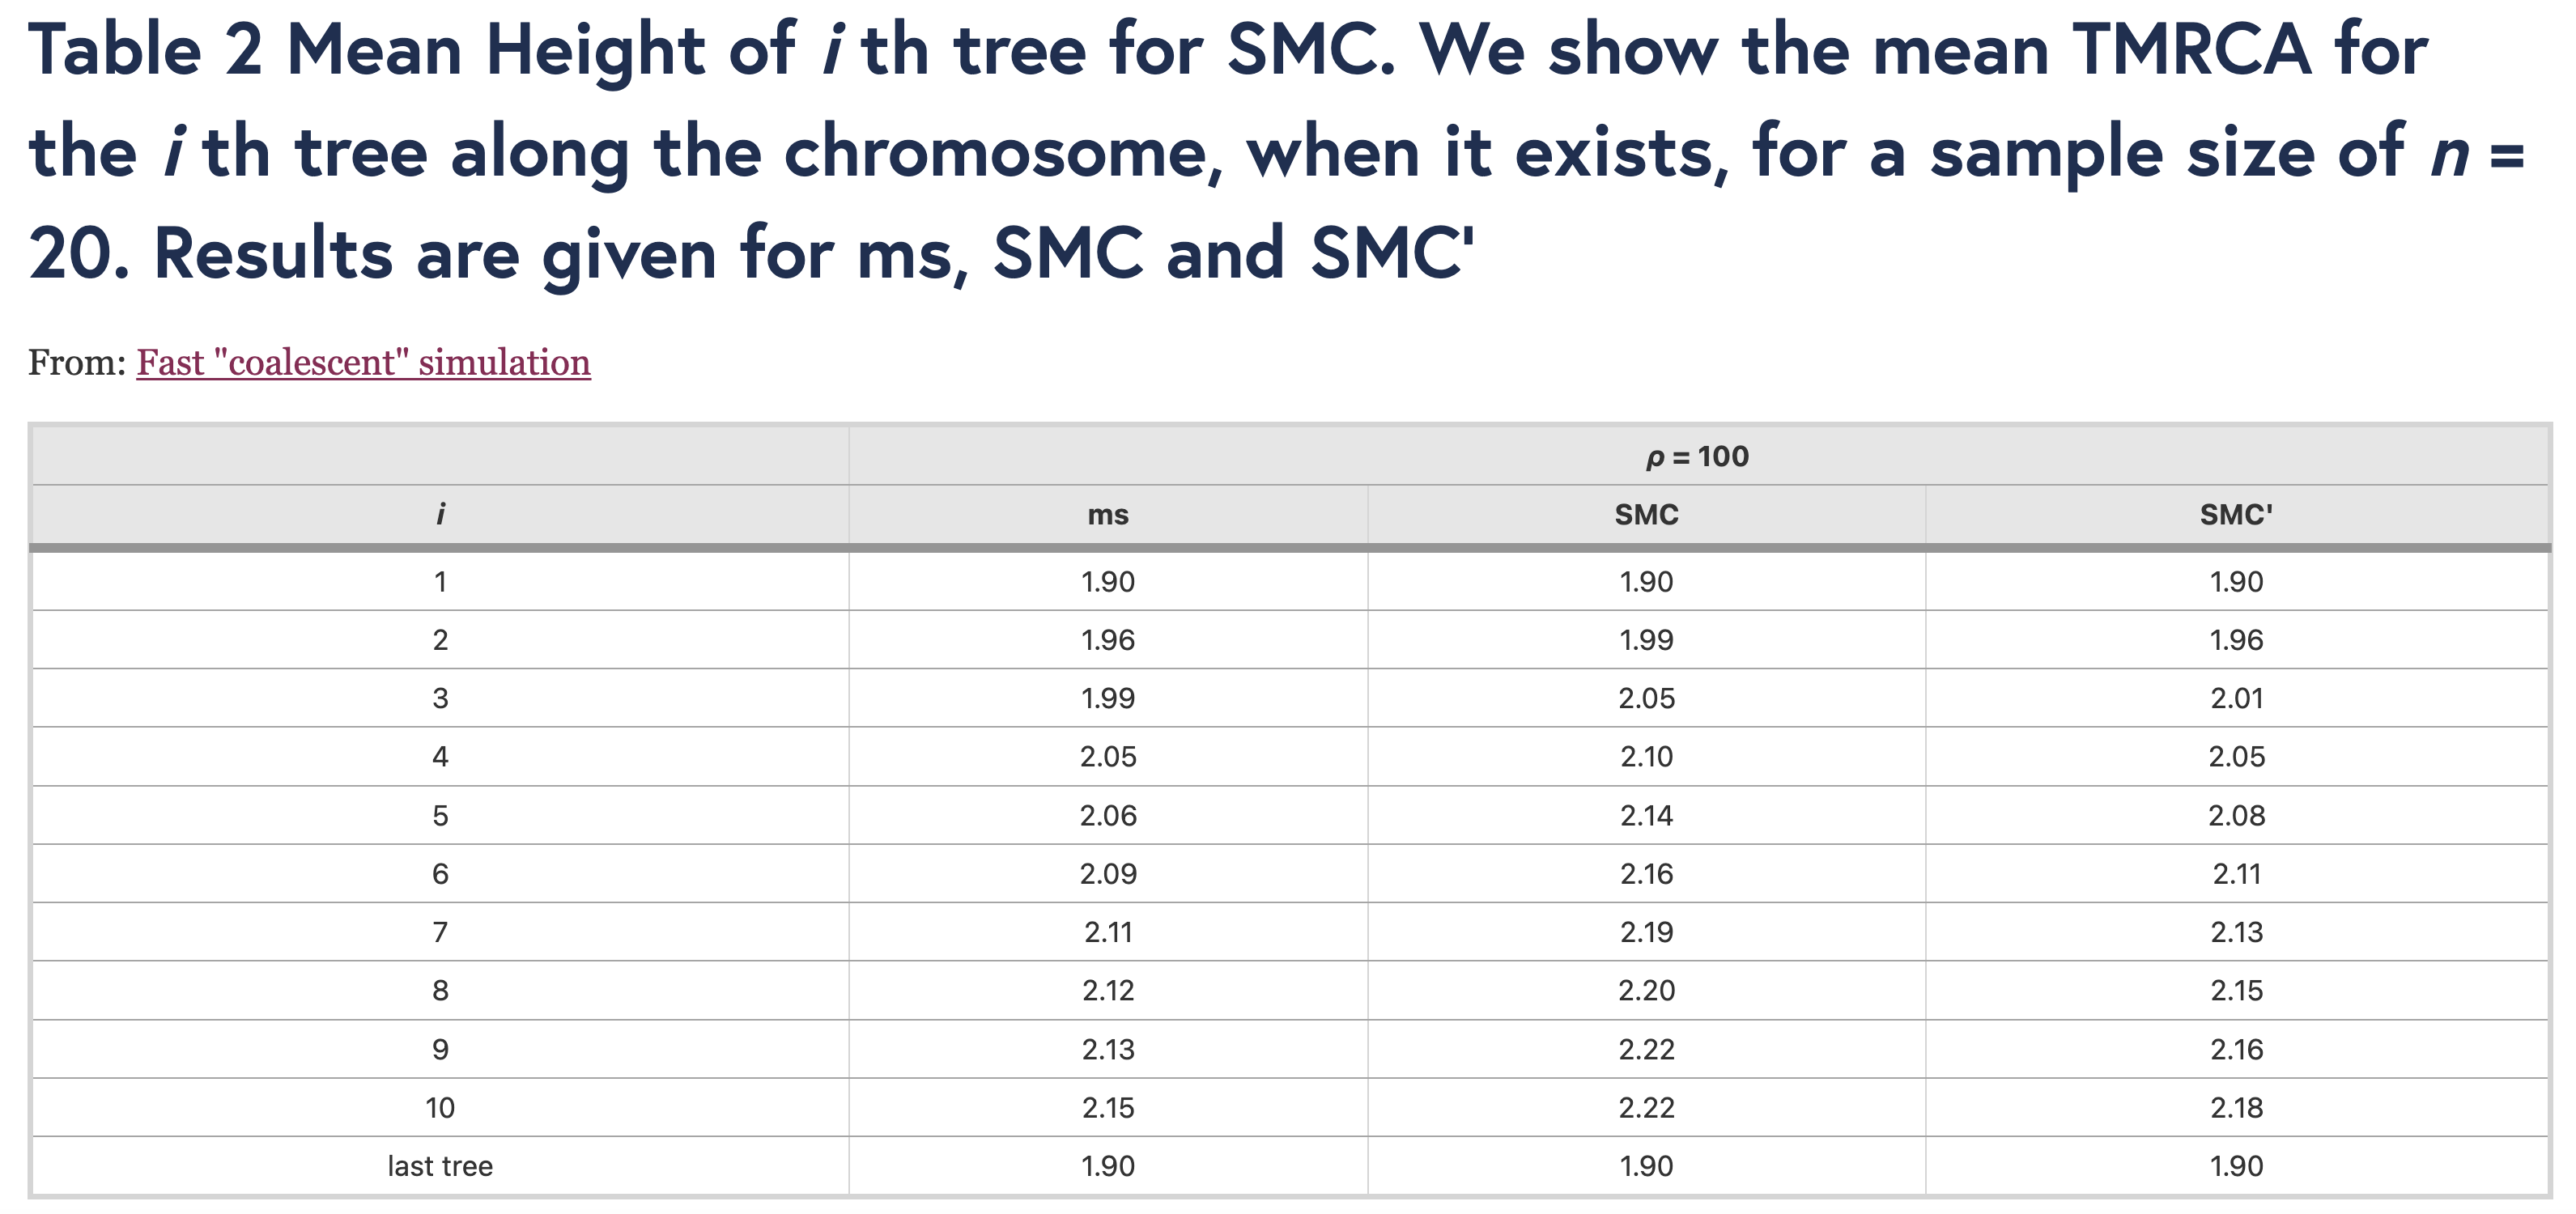 Table 2 Mean Height of i th tree for SMC. We show the mean TMRCA for
the i th tree along the chromosome, when it exists, for a sample size of n =
20. Results are given for ms, SMC and SMC'
From: Fast "coalescent" simulation
ρ = 100
i ms SMC SMC'
1 1.90 1.90 1.90
2 1.96 1.99 1.96
3 1.99 2.05 2.01
4 2.05 2.10 2.05
5 2.06 2.14 2.08
6 2.09 2.16 2.11
7 2.11 2.19 2.13
8 2.12 2.20 2.15
9 2.13 2.22 2.16
10 2.15 2.22 2.18
last tree 1.90 1.90 1.90